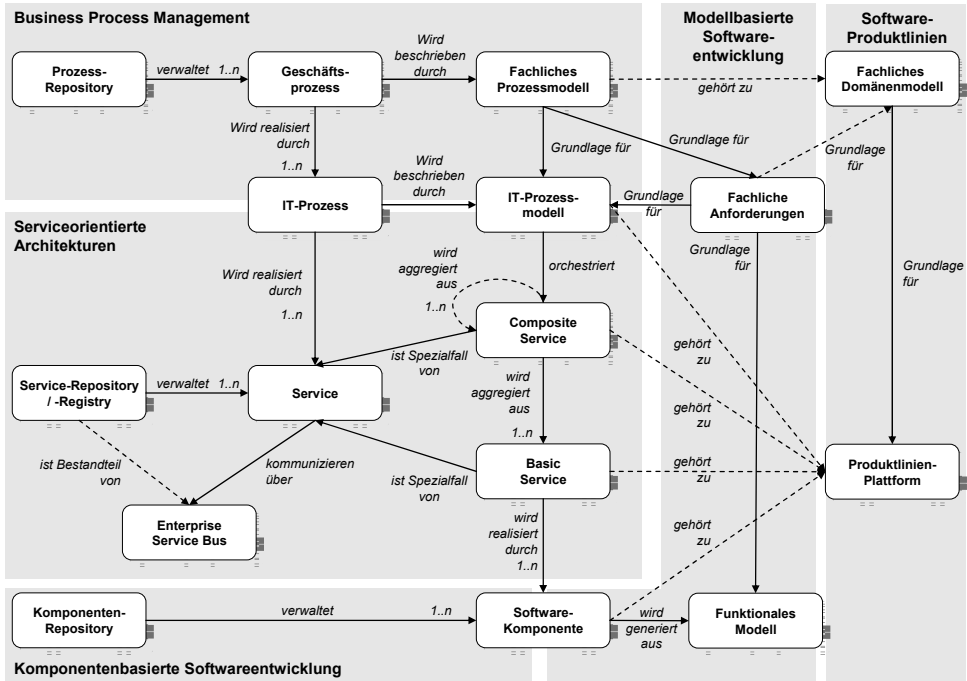 Business Process Management
Modellbasierte
Software-
entwicklung
Software-
Produktlinien
Prozess-
Repository
verwaltet 1..n
Geschäfts-
prozess
Wird
beschrieben
durch
Fachliches
Prozessmodell
gehört zu
Fachliches
Domänenmodell
Wird realisiert
durch
1..n
Wird
beschrieben
durch
Grundlage für
Grundlage für
Grundlage
für
IT-Prozess
IT-Prozess-
modell
Grundlage
für
Fachliche
Anforderungen
Serviceorientierte
Architekturen
Wird realisiert
durch
1..n
wird
aggregiert
aus
1..n
orchestriert
Grundlage
für
Grundlage
für
Composite
Service
ist Spezialfall
von
gehört
zu
Service-Repository
/ -Registry
verwaltet 1..n
Service
wird
aggregiert
aus
1..n
gehört
zu
ist Bestandteil
von
kommunizieren
über
ist Spezialfall
von
Basic
Service
gehört
zu
Produktlinien-
Plattform
Enterprise
Service Bus
wird
realisiert
durch
1..n
gehört
zu
Komponenten-
Repository
verwaltet 1..n
Software-
Komponente
wird
generiert
aus
Funktionales
Modell
Komponentenbasierte Softwareentwicklung